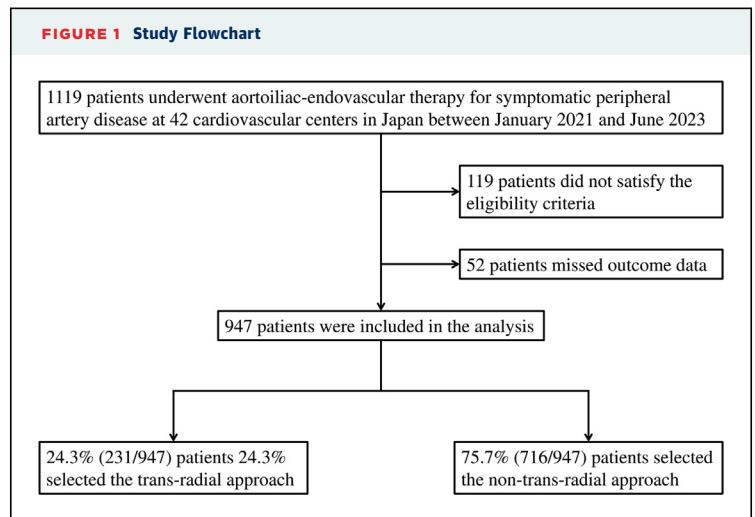 FIGURE 1 Study Flowchart
1119 patients underwent aortoiliac-endovascular therapy for symptomatic peripheral
artery disease at 42 cardiovascular centers in Japan between January 2021 and June 2023
119 patients did not satisfy the
eligibility criteria
52 patients missed outcome data
947 patients were included in the analysis
24.3% (231/947) patients 24.3%
selected the trans-radial approach
75.7% (716/947) patients selected
the non-trans-radial approach